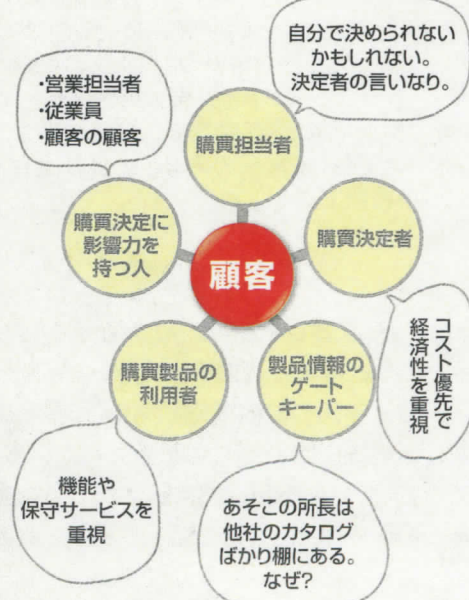 自分で決められない
かもしれない。
決定者の言いなり。
・営業担当者
・従業員
・顧客の顧客
購買担当者
購買決定に
影響力を
持つ人
顧客
購買決定者
コスト優先で
経済性を重視
購買製品の
利用者
製品情報の
ゲート
キーパー
機能や
保守サービスを
重視
あそこの所長は
他社のカタログ
ばかり棚にある。
なぜ?